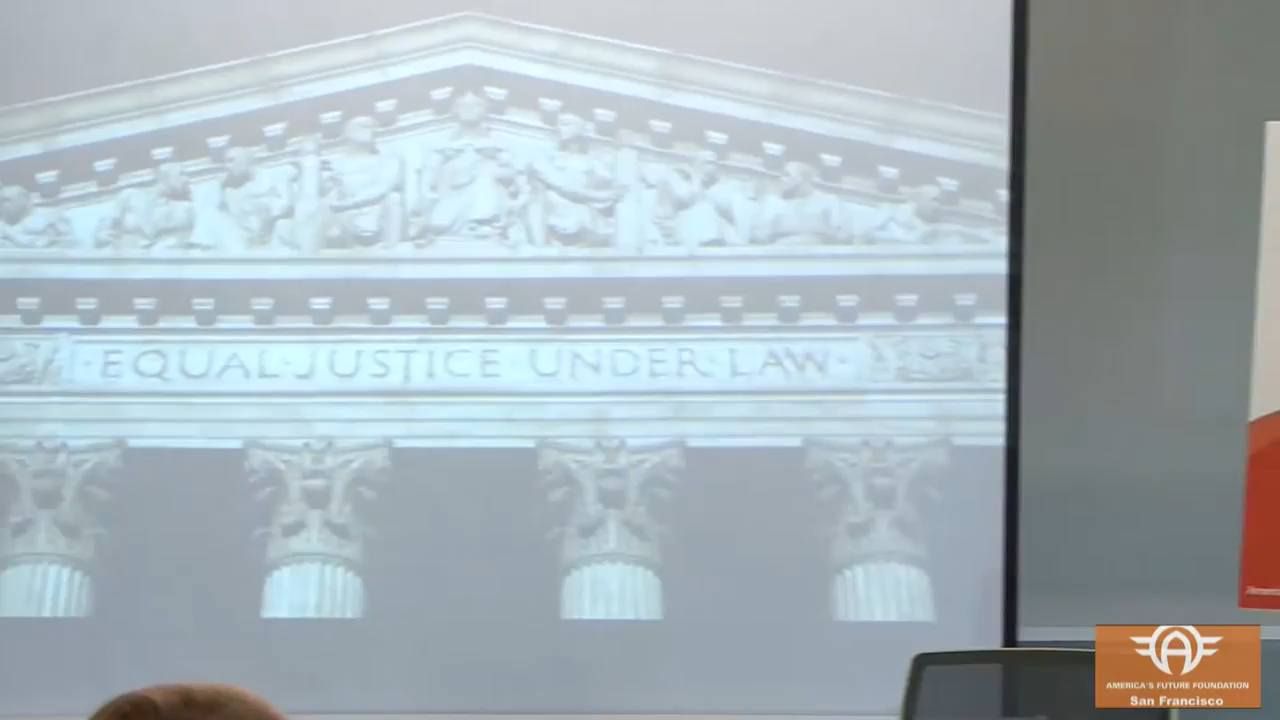 ·EQUAL·JUSTICE·UNDER·LAW·
AMERICA'S FUTURE FOUNDATION
San Francisco